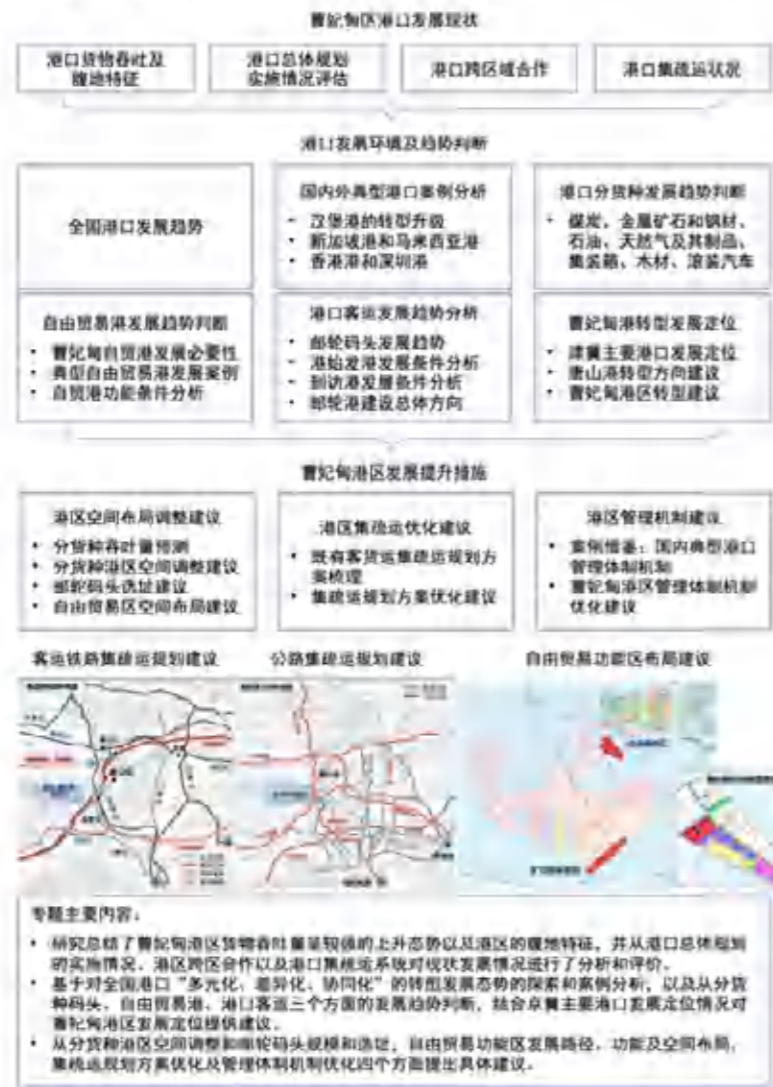 曹妃甸区港口发展现状
港口货物吞吐及
腹地特征
港口总体规划
实施情况评估
港口跨区域合作
港口集疏运状况
港口发展环境及趋势判断
全国港口发展趋势
国内外典型港口案例分析
- 汉堡港的转型升级
- 新加坡港和马来西亚港
- 香港港和深圳港
港口分货种发展趋势判断
• 煤炭、金属矿石和钢材、
石油、天然气及其制品、
集装箱、木材、滚装汽车
自由贸易港发展趋势判断
• 曹妃甸自贸港发展必要性
• 典型自由贸易港发展案例
• 自贸港功能条件分析
港口客运发展趋势分析
• 邮轮码头发展趋势
• 港始发港发展条件分析
• 到访港发展条件分析
• 邮轮港建设总体方向
曹妃甸港转型发展定位
• 津冀主要港口发展定位
• 唐山港转型方向建议
• 曹妃甸港区转型建议
曹妃甸港区发展提升措施
港区空间布局调整建议
• 分货种吞吐量预测
• 分货种港区空间调整建议
• 邮轮码头选址建议
• 自由贸易区空间布局建议
港区集疏运优化建议
• 既有客货运集疏运规划方
案梳理
• 集疏运规划方案优化建议
港区管理机制建议
• 案例借鉴：国内典型港口
管理体制机制
• 曹妃甸港区管理体制机制
优化建议
客运铁路集疏运规划建议
公路集疏运规划建议
自由贸易功能区布局建议
专题主要内容：
• 研究总结了曹妃甸港区货物吞吐量呈较强的上升态势以及港区的腹地特征，并从港口总体规划
的实施情况、港区跨区合作以及港口集疏运系统对现状发展情况进行了分析和评价。
• 基于对全国港口“多元化、差异化、协同化”的转型发展态势的探索和案例分析，以及从分货
种码头、自由贸易港、港口客运三个方面的发展趋势判断，结合京冀主要港口发展定位情况对
曹妃甸港区发展定位提供建议。
• 从分货种港区空间调整和邮轮码头规模和选址，自由贸易功能区发展路径、功能及空间布局，
集疏运规划方案优化及管理体制机制优化四个方面提出具体建议。